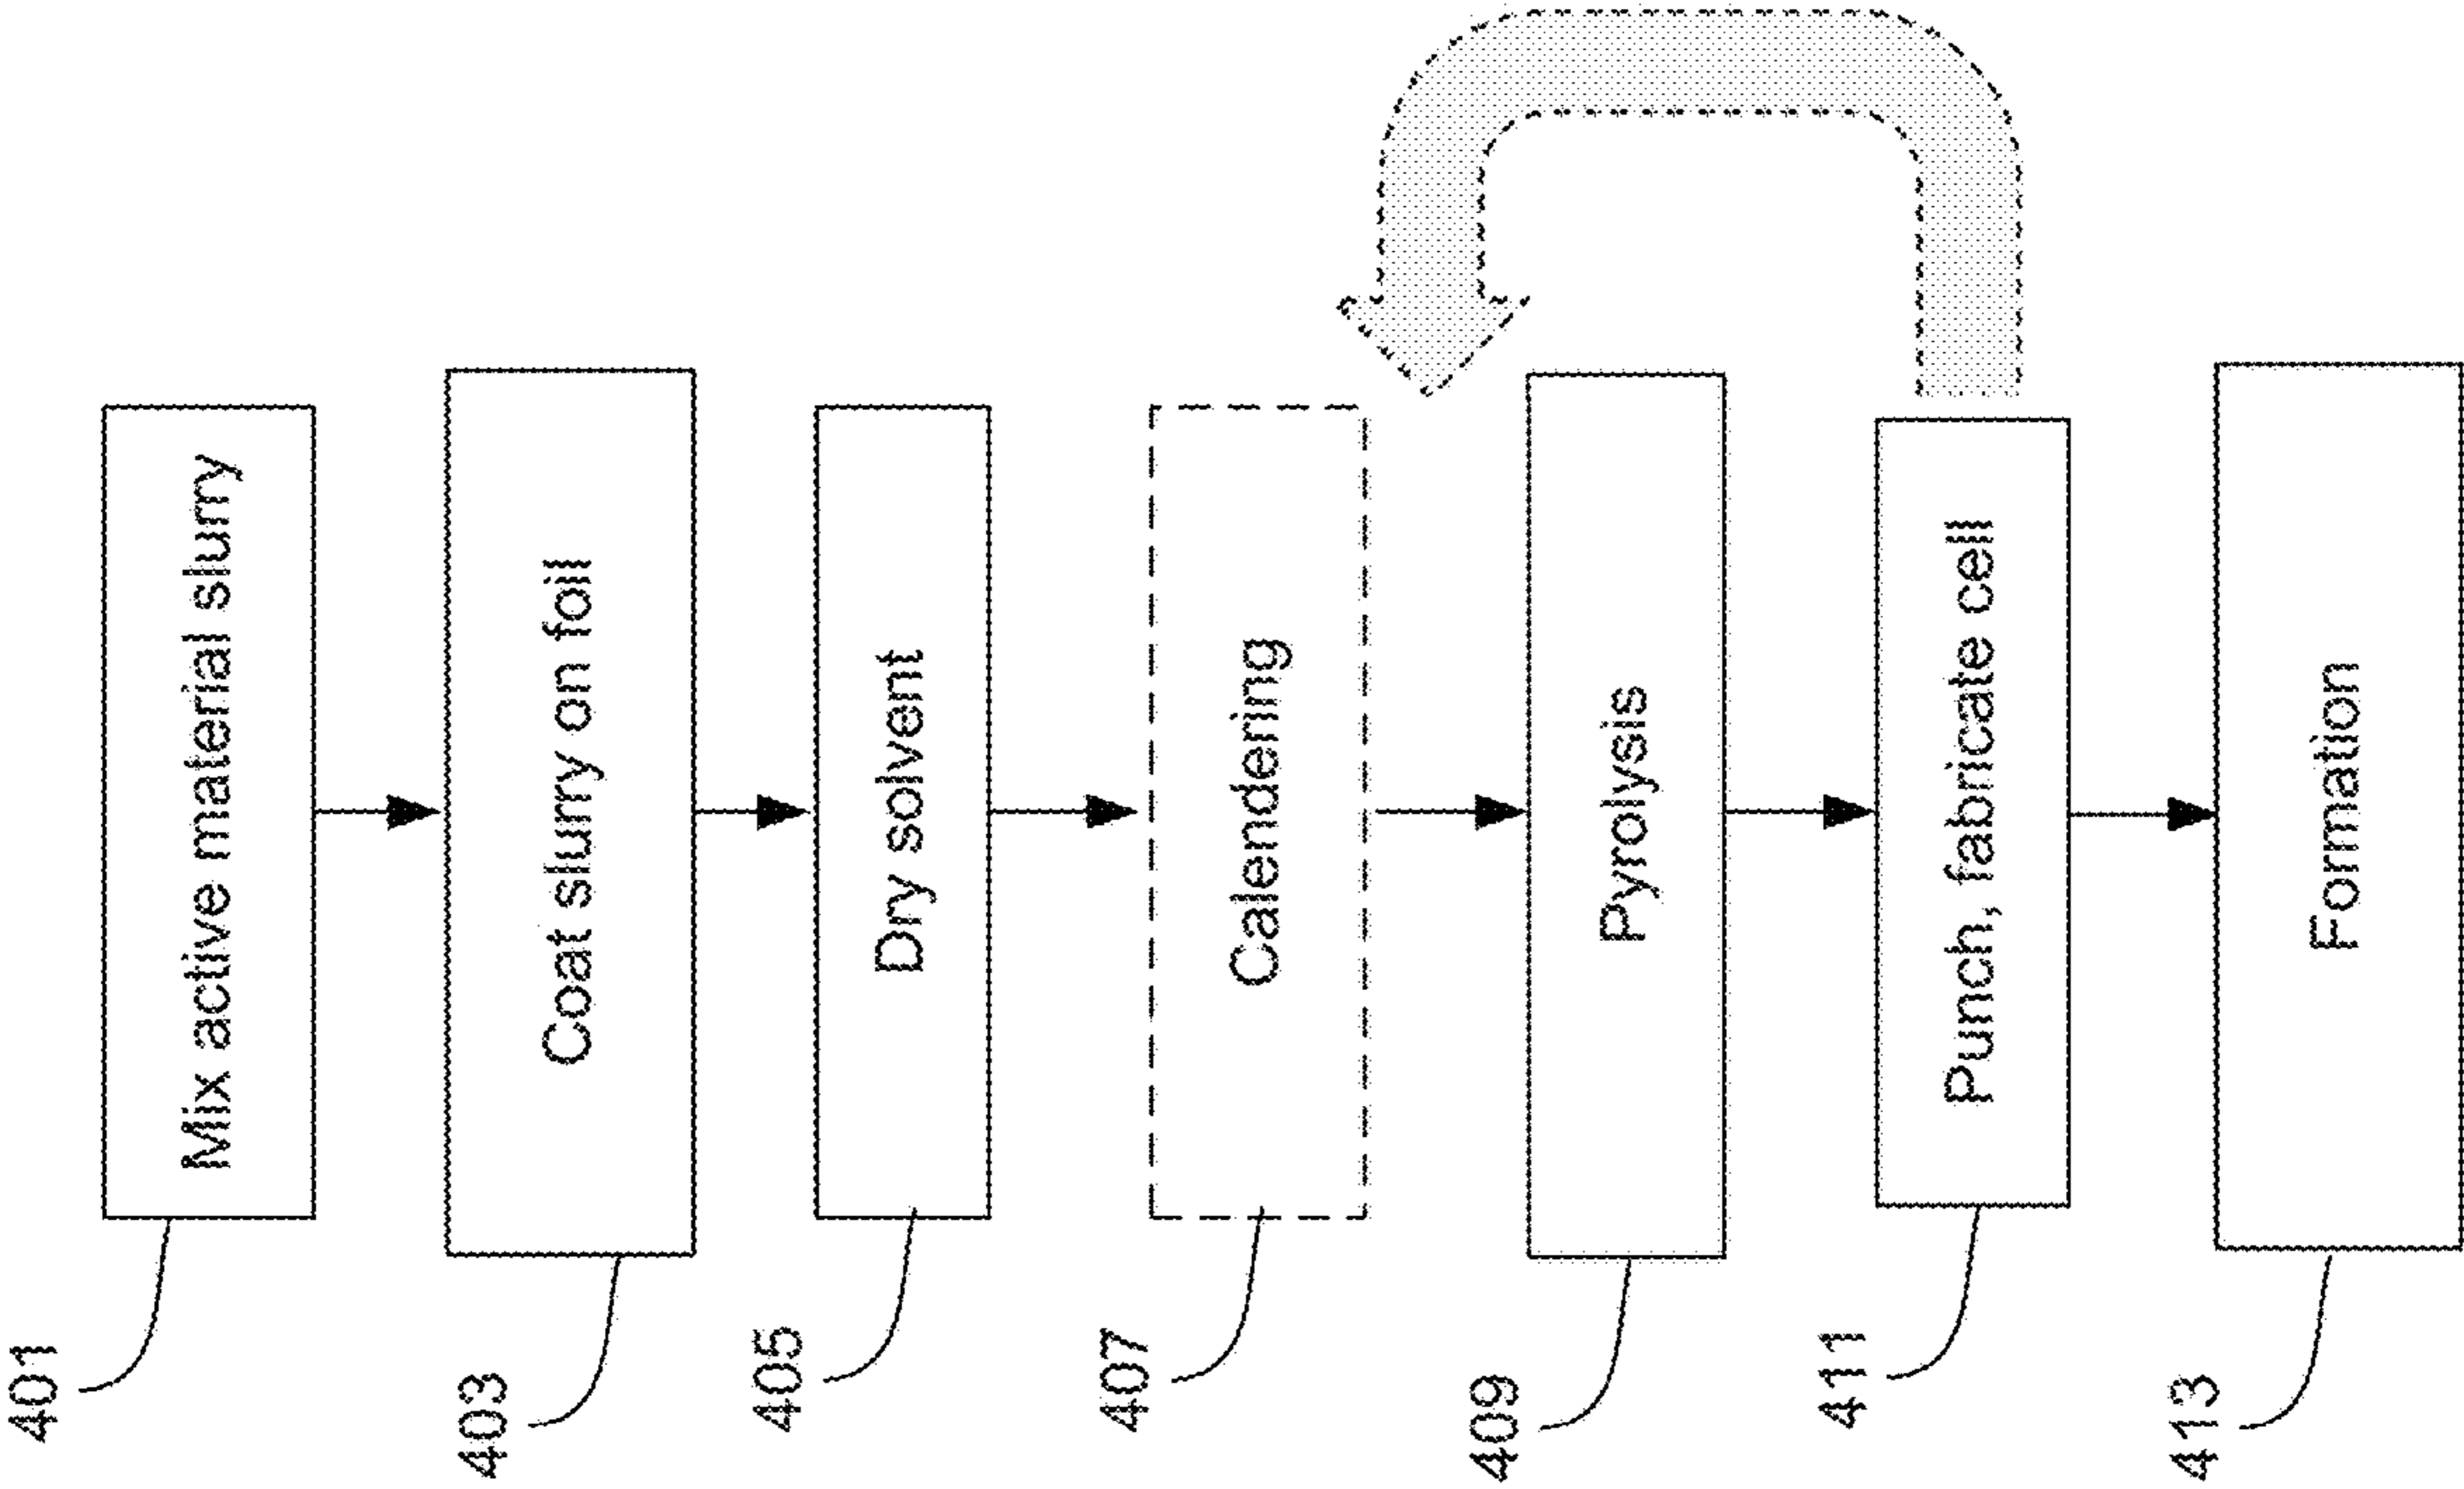 401
Mix active material slurry
403
Coat slurry on foil
405
Dry solvent
407
Calendering
409
Pyrolysis
411
Punch, fabricate cell
413
Formation